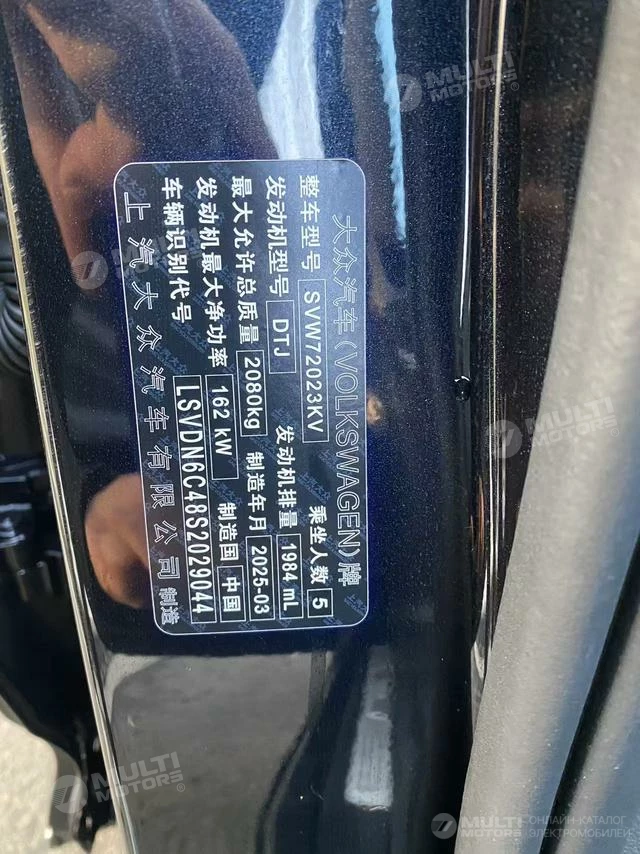 大众汽车(VOLKSWAGEN)牌
整车型号 SVW72023KV 乘坐人数 5
发动机型号 DTJ 发动机排量 1984 mL
最大允许总质量 2080kg 制造年月 2025-03
发动机最大净功率 162 kW 制造国 中国
车辆识别代号 LSVDN6C48S2029044
上汽大众汽车有限公司制造
MULTI MOTORS®
MULTI MOTORS®
MULTI MOTORS®
MULTI MOTORS®
MULTI MOTORS ОНЛАЙН-КАТАЛОГ ЭЛЕКТРОМОБИЛЕЙ